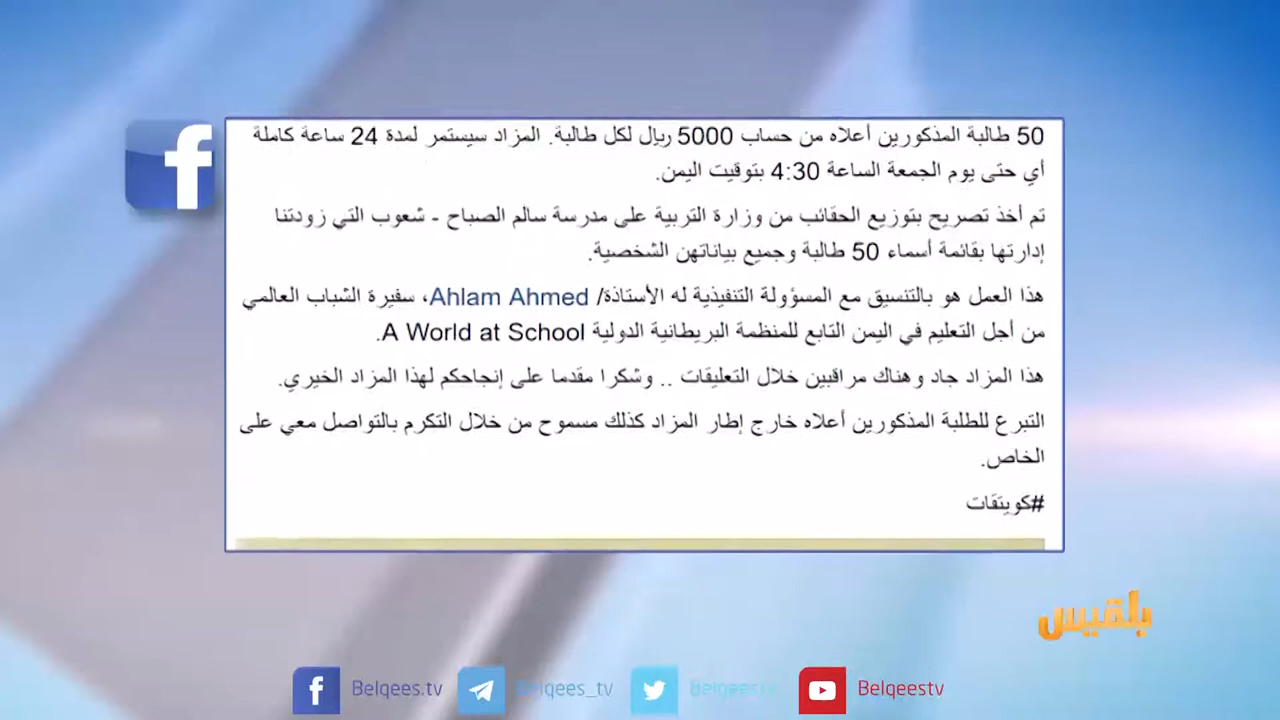 50 طالبة المذكورين أعلاه من حساب 5000 ريال لكل طالبة. المزاد سيستمر لمدة 24 ساعة كاملة
أي حتى يوم الجمعة الساعة 4:30 بتوقيت اليمن.
تم أخذ تصريح بتوزيع الحقائب من وزارة التربية على مدرسة سالم الصباح - شعوب التي زودتنا
إدارتها بقائمة أسماء 50 طالبة وجميع بياناتهن الشخصية.
هذا العمل هو بالتنسيق مع المسؤولة التنفيذية له الأستاذة/ Ahlam Ahmed، سفيرة الشباب العالمي
من أجل التعليم في اليمن التابع للمنظمة البريطانية الدولية A World at School.
هذا المزاد جاد وهناك مراقبين خلال التعليقات .. وشكرا مقدما على إنجاحكم لهذا المزاد الخيري.
التبرع للطلبة المذكورين أعلاه خارج إطار المزاد كذلك مسموح من خلال التكرم بالتواصل معي على
الخاص.
#كويتقات
بلقيس
Belqees.tv Belqees_tv Belqeestv Belqeestv